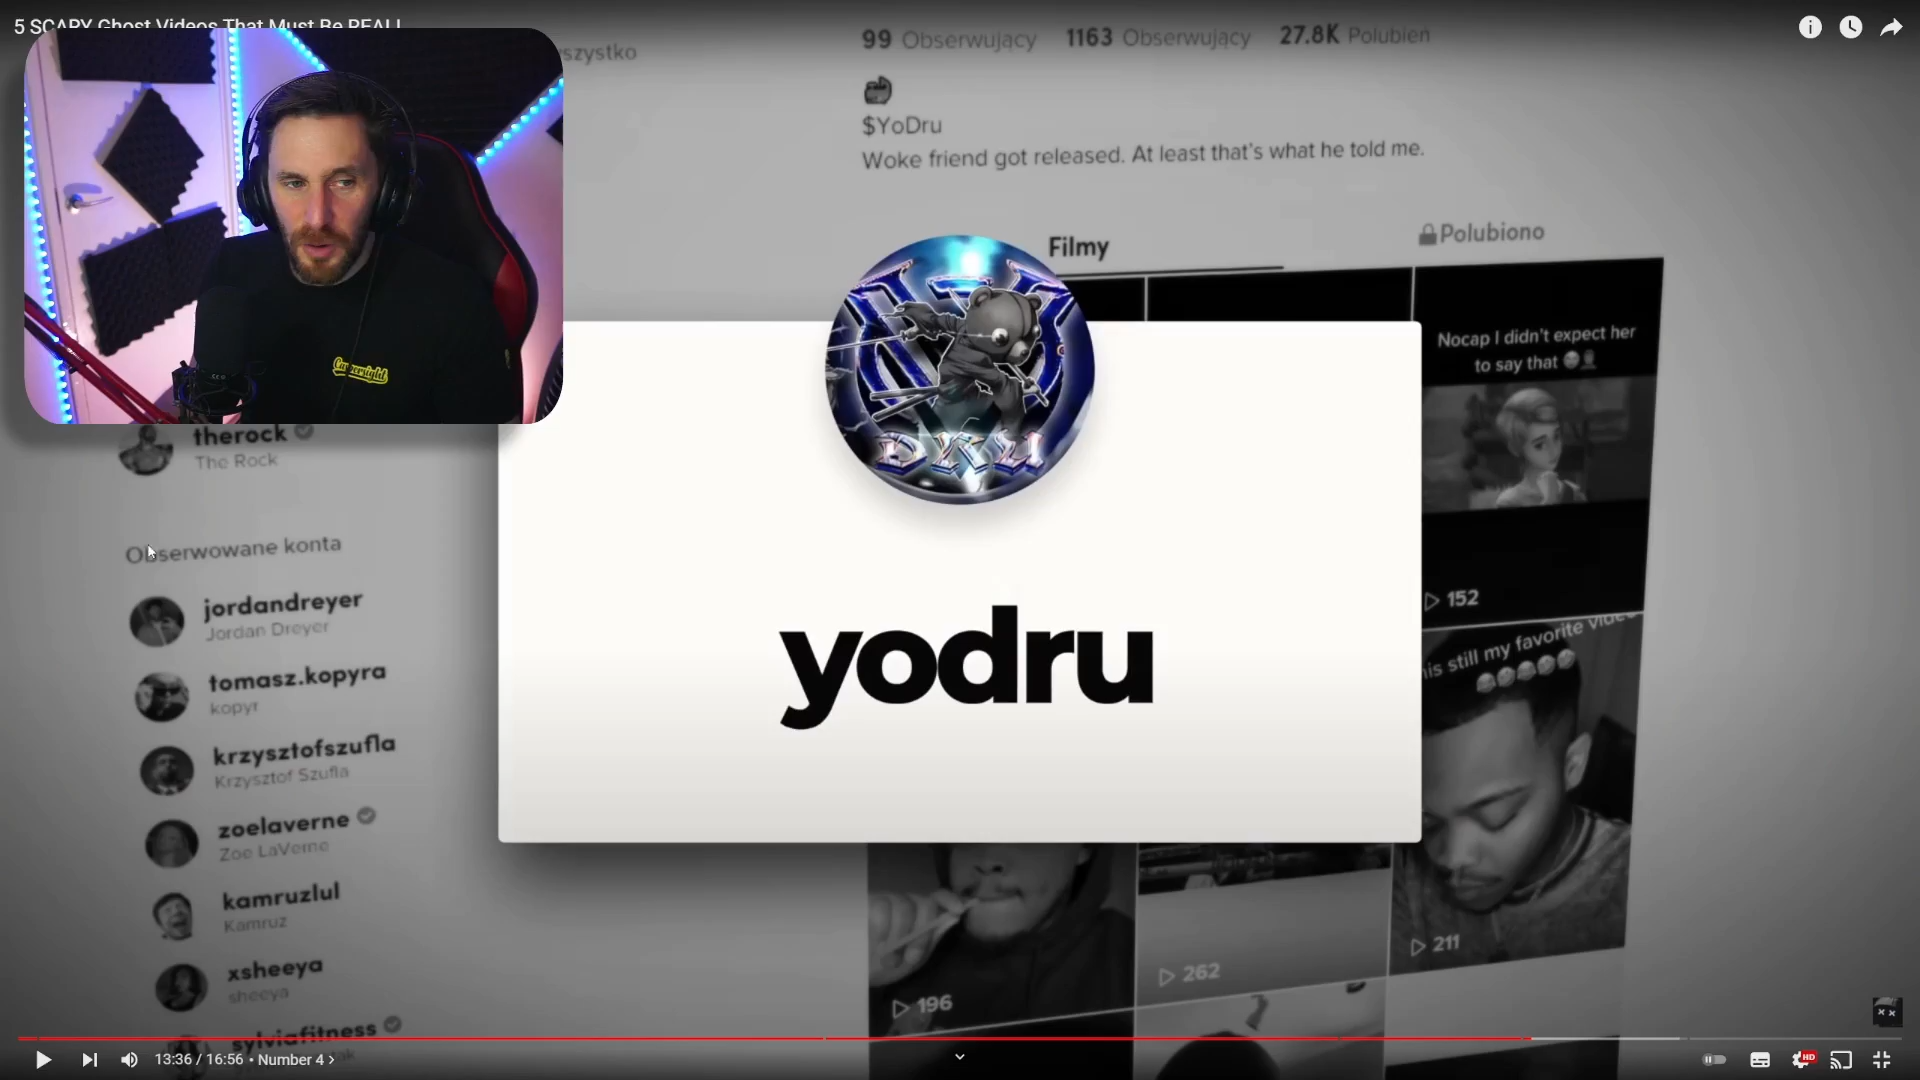 5 SCARY Ghost Videos That Must Be REAL!
99 Obserwujący 1163 Obserwujący 27.8K Polubień
$YoDru
Woke friend got released. At least that's what he told me.
Filmy
Polubiono
Nocap I didn't expect her
to say that
DRU
yodru
therock
The Rock
Obserwowane konta
jordandreyer
Jordan Dreyer
tomasz.kopyra
kopyr
krzysztofszufla
Krzysztof Szufla
zoelaverne
Zoe LaVerne
kamruzlul
Kamruz
xsheeya
sheeya
sylviafitness
152
still my favorite video
211
262
196
13:36 / 16:56 • Number 4 >
HD